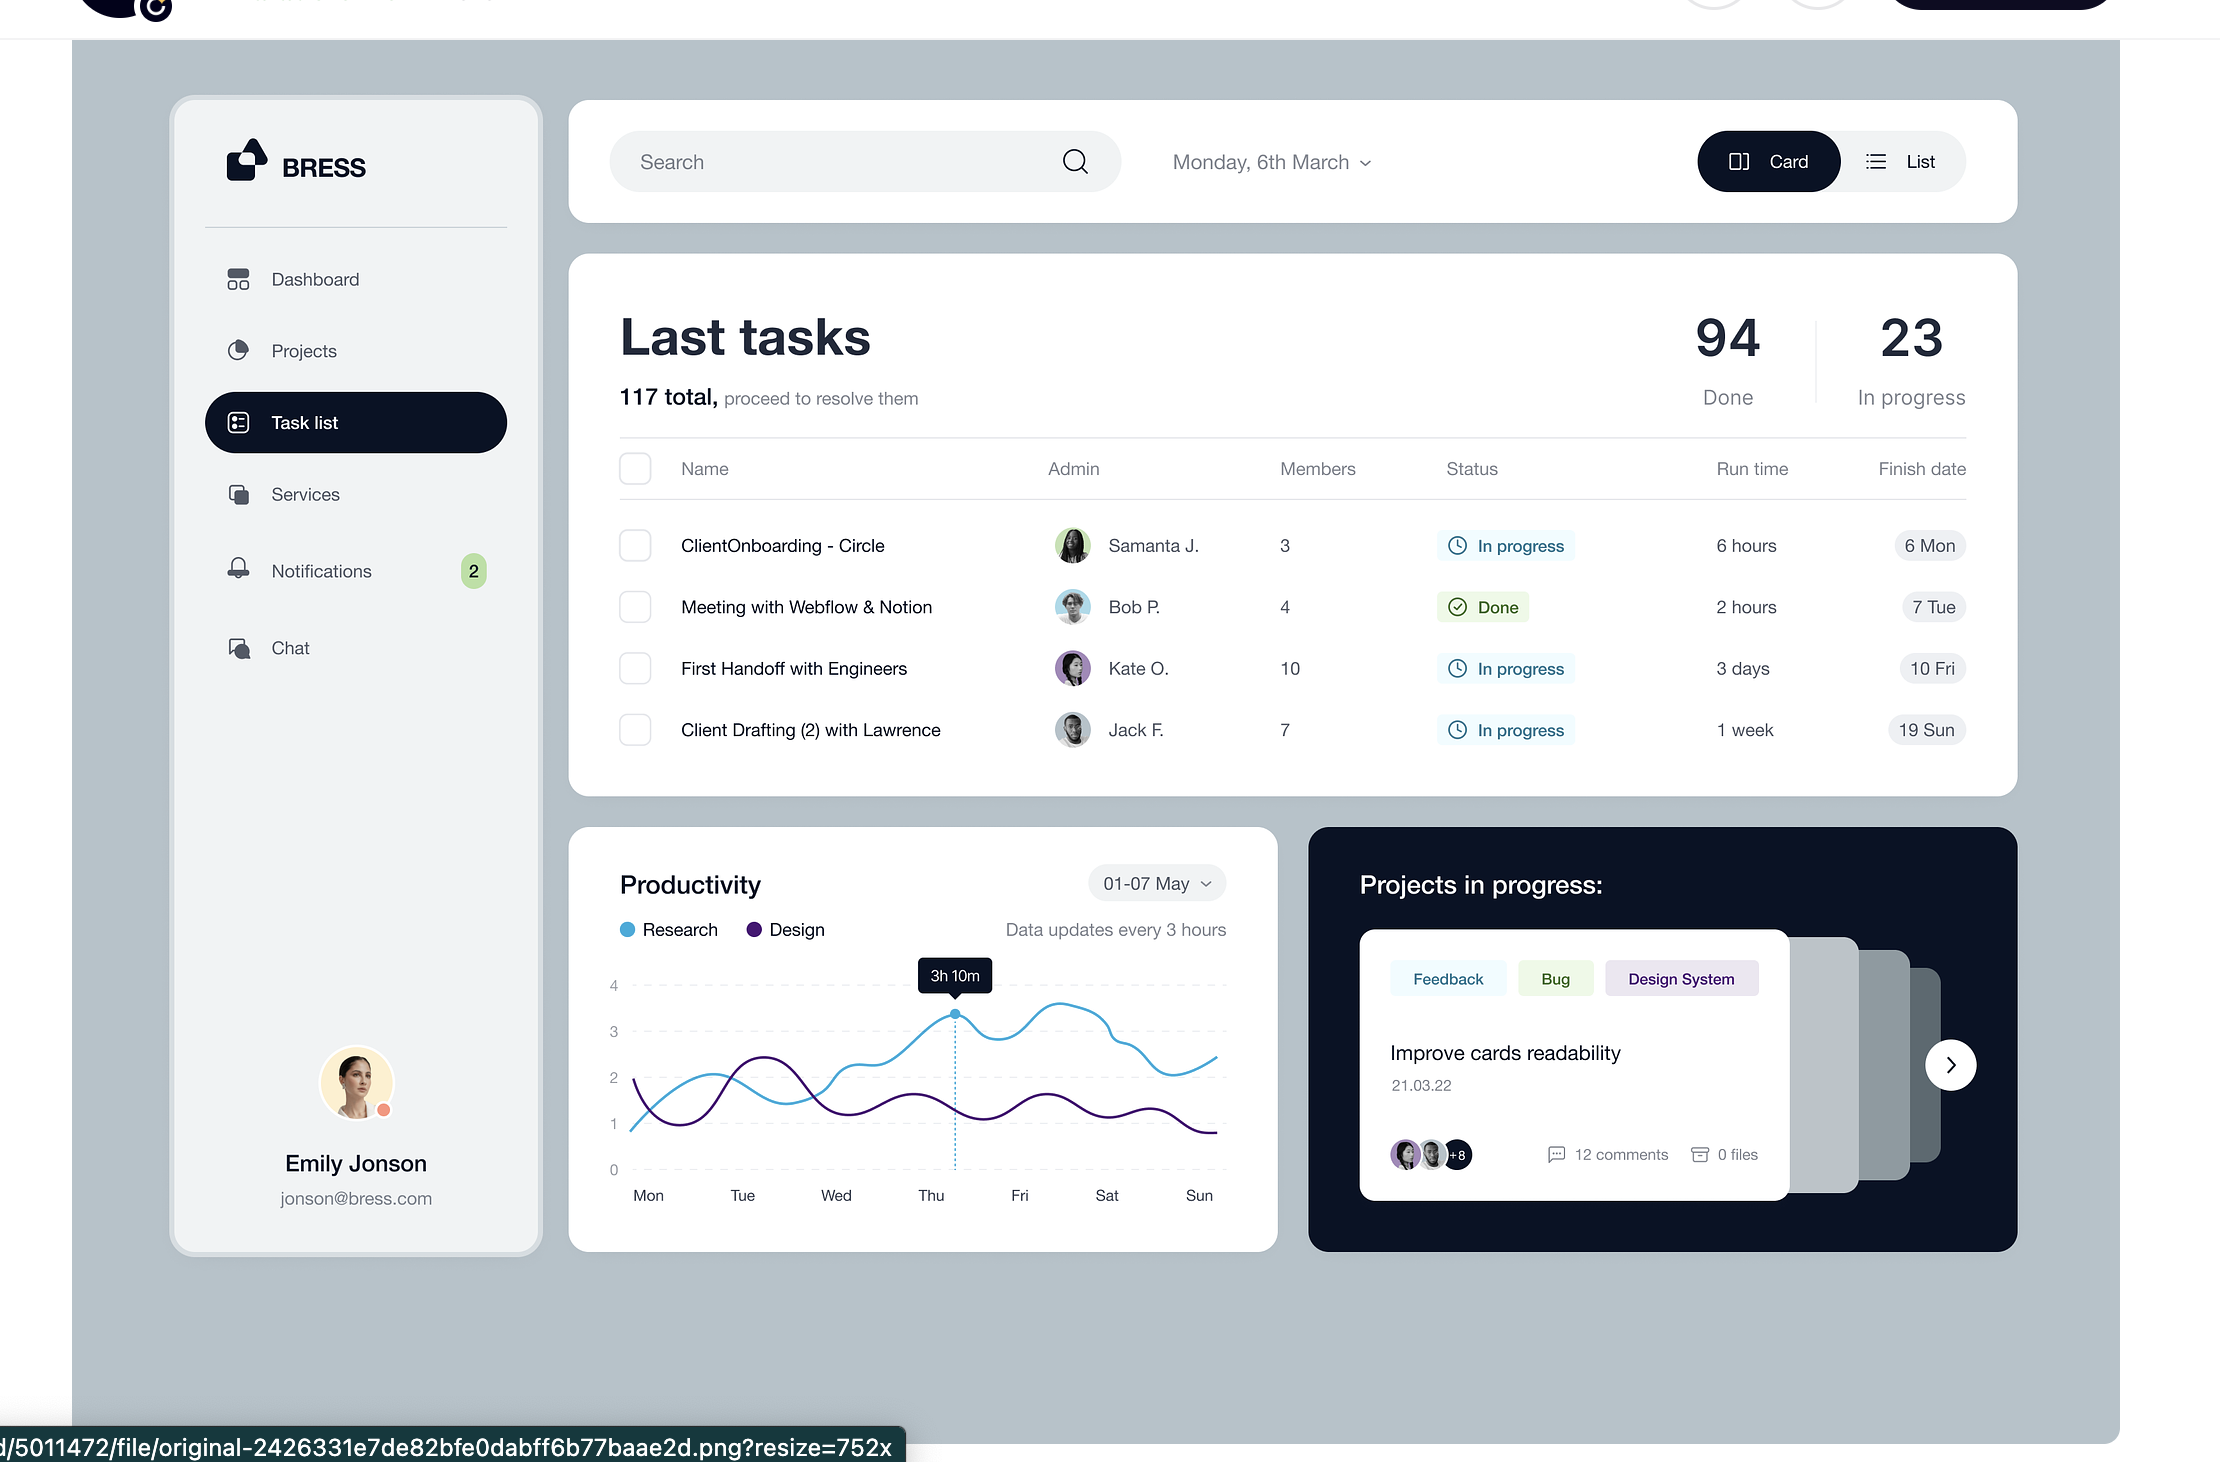 BRESS
Dashboard
Projects
Task list
Services
Notifications 2
Chat
Emily Jonson
jonson@bress.com
Search
Monday, 6th March
Card
List
Last tasks
117 total, proceed to resolve them
94
Done
23
In progress
Name Admin Members Status Run time Finish date
ClientOnboarding - Circle Samanta J. 3 In progress 6 hours 6 Mon
Meeting with Webflow & Notion Bob P. 4 Done 2 hours 7 Tue
First Handoff with Engineers Kate O. 10 In progress 3 days 10 Fri
Client Drafting (2) with Lawrence Jack F. 7 In progress 1 week 19 Sun
Productivity
01-07 May
Research Design
Data updates every 3 hours
3h 10m
4
3
2
1
0
Mon Tue Wed Thu Fri Sat Sun
Projects in progress:
Feedback Bug Design System
Improve cards readability
21.03.22
+8
12 comments
0 files
d/5011472/file/original-2426331e7de82bfe0dabff6b77baae2d.png?resize=752x